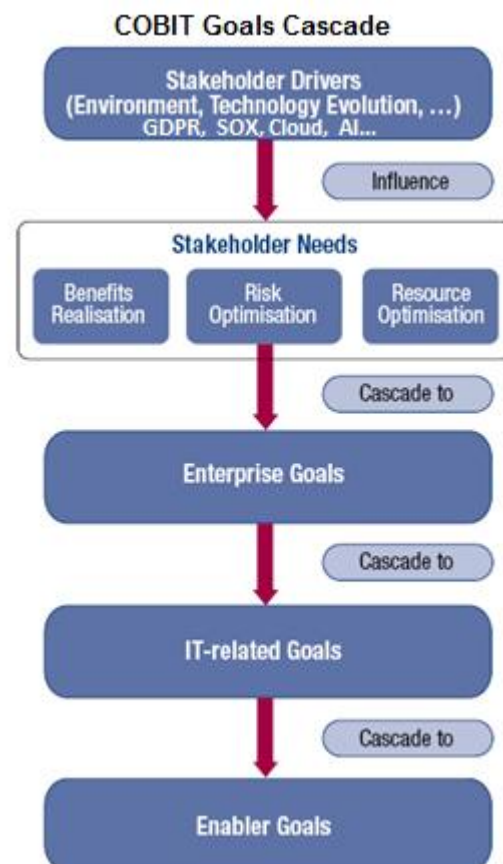 COBIT Goals Cascade
Stakeholder Drivers
(Environment, Technology Evolution, …)
GDPR, SOX, Cloud, AI...
Influence
Stakeholder Needs
Benefits
Realisation
Risk
Optimisation
Resource
Optimisation
Cascade to
Enterprise Goals
Cascade to
IT-related Goals
Cascade to
Enabler Goals